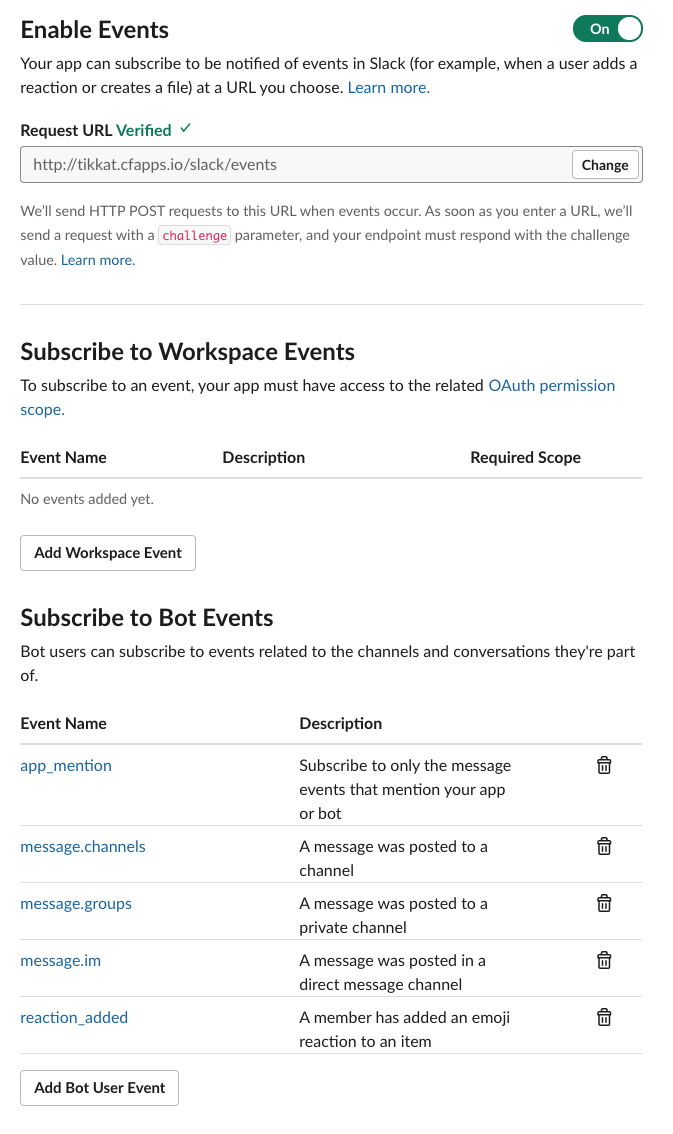 Enable Events
On
Your app can subscribe to be notified of events in Slack (for example, when a user adds a
reaction or creates a file) at a URL you choose. Learn more.
Request URL Verified ✓
http://tikkat.cfapps.io/slack/events
Change
We'll send HTTP POST requests to this URL when events occur. As soon as you enter a URL, we'll
send a request with a challenge parameter, and your endpoint must respond with the challenge
value. Learn more.
Subscribe to Workspace Events
To subscribe to an event, your app must have access to the related OAuth permission
scope.
Event Name Description Required Scope
No events added yet.
Add Workspace Event
Subscribe to Bot Events
Bot users can subscribe to events related to the channels and conversations they're part
of.
Event Name Description
app_mention Subscribe to only the message
events that mention your app
or bot
message.channels A message was posted to a
channel
message.groups A message was posted to a
private channel
message.im A message was posted in a
direct message channel
reaction_added A member has added an emoji
reaction to an item
Add Bot User Event